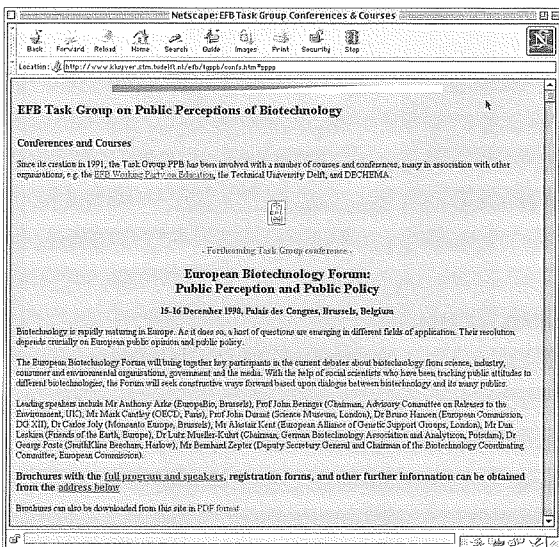 Netscape: EFB Task Group Conferences & Courses
Back Forward Reload Home Search Guide Images Print Security Stop
Location: http://www.kluyver.stm.tudelft.nl/efb/tgppb/confs.htm#ppps
EFB Task Group on Public Perceptions of Biotechnology
Conferences and Courses
Since its creation in 1991, the Task Group PPB has been involved with a number of courses and conferences, many in association with other
organisations, e.g. the EFB Working Party on Education, the Technical University Delft, and DECHEMA.
- Forthcoming Task Group conference -
European Biotechnology Forum:
Public Perception and Public Policy
15-16 December 1998, Palais des Congres, Brussels, Belgium
Biotechnology is rapidly maturing in Europe. As it does so, a host of questions are emerging in different fields of application. Their resolution
depends crucially on European public opinion and public policy.
The European Biotechnology Forum will bring together key participants in the current debates about biotechnology from science, industry,
consumer and environmental organisations, government and the media. With the help of social scientists who have been tracking public attitudes to
different biotechnologies, the Forum will seek constructive ways forward based upon dialogue between biotechnology and its many publics.
Leading speakers include Mr Anthony Arke (EuropaBio, Brussels), Prof John Beringer (Chairman, Advisory Committee on Releases to the
Environment, UK), Mr Mark Cantley (OECD, Paris), Prof John Durant (Science Museum, London), Dr Bruno Hansen (European Commission,
DG XII), Dr Carlos Joly (Monsanto Europe, Brussels), Mr Alastair Kent (European Alliance of Genetic Support Groups, London), Mr Dan
Leskien (Friends of the Earth, Europe), Dr Lutz Mueller-Kuhrt (Chairman, German Biotechnology Association and Analyticon, Potsdam), Dr
George Poste (SmithKline Beecham, Harlow), Mr Bernhard Zepter (Deputy Secretary General and Chairman of the Biotechnology Coordinating
Committee, European Commission).
Brochures with the full program and speakers, registration forms, and other further information can be obtained
from the address below
Brochures can also be downloaded from this site in PDF format